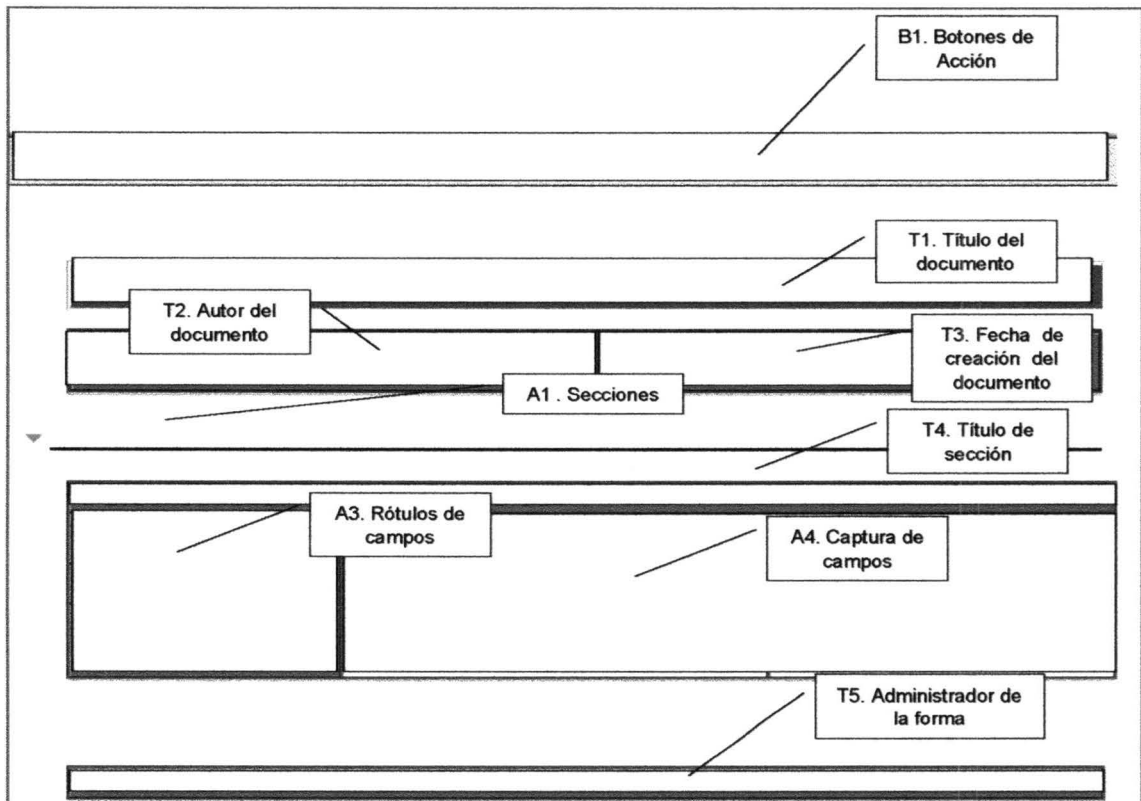 B1. Botones de
Acción
T1. Título del
documento
T2. Autor del
documento
T3. Fecha de
creación del
documento
A1 . Secciones
T4. Título de
sección
A3. Rótulos de
campos
A4. Captura de
campos
T5. Administrador de
la forma